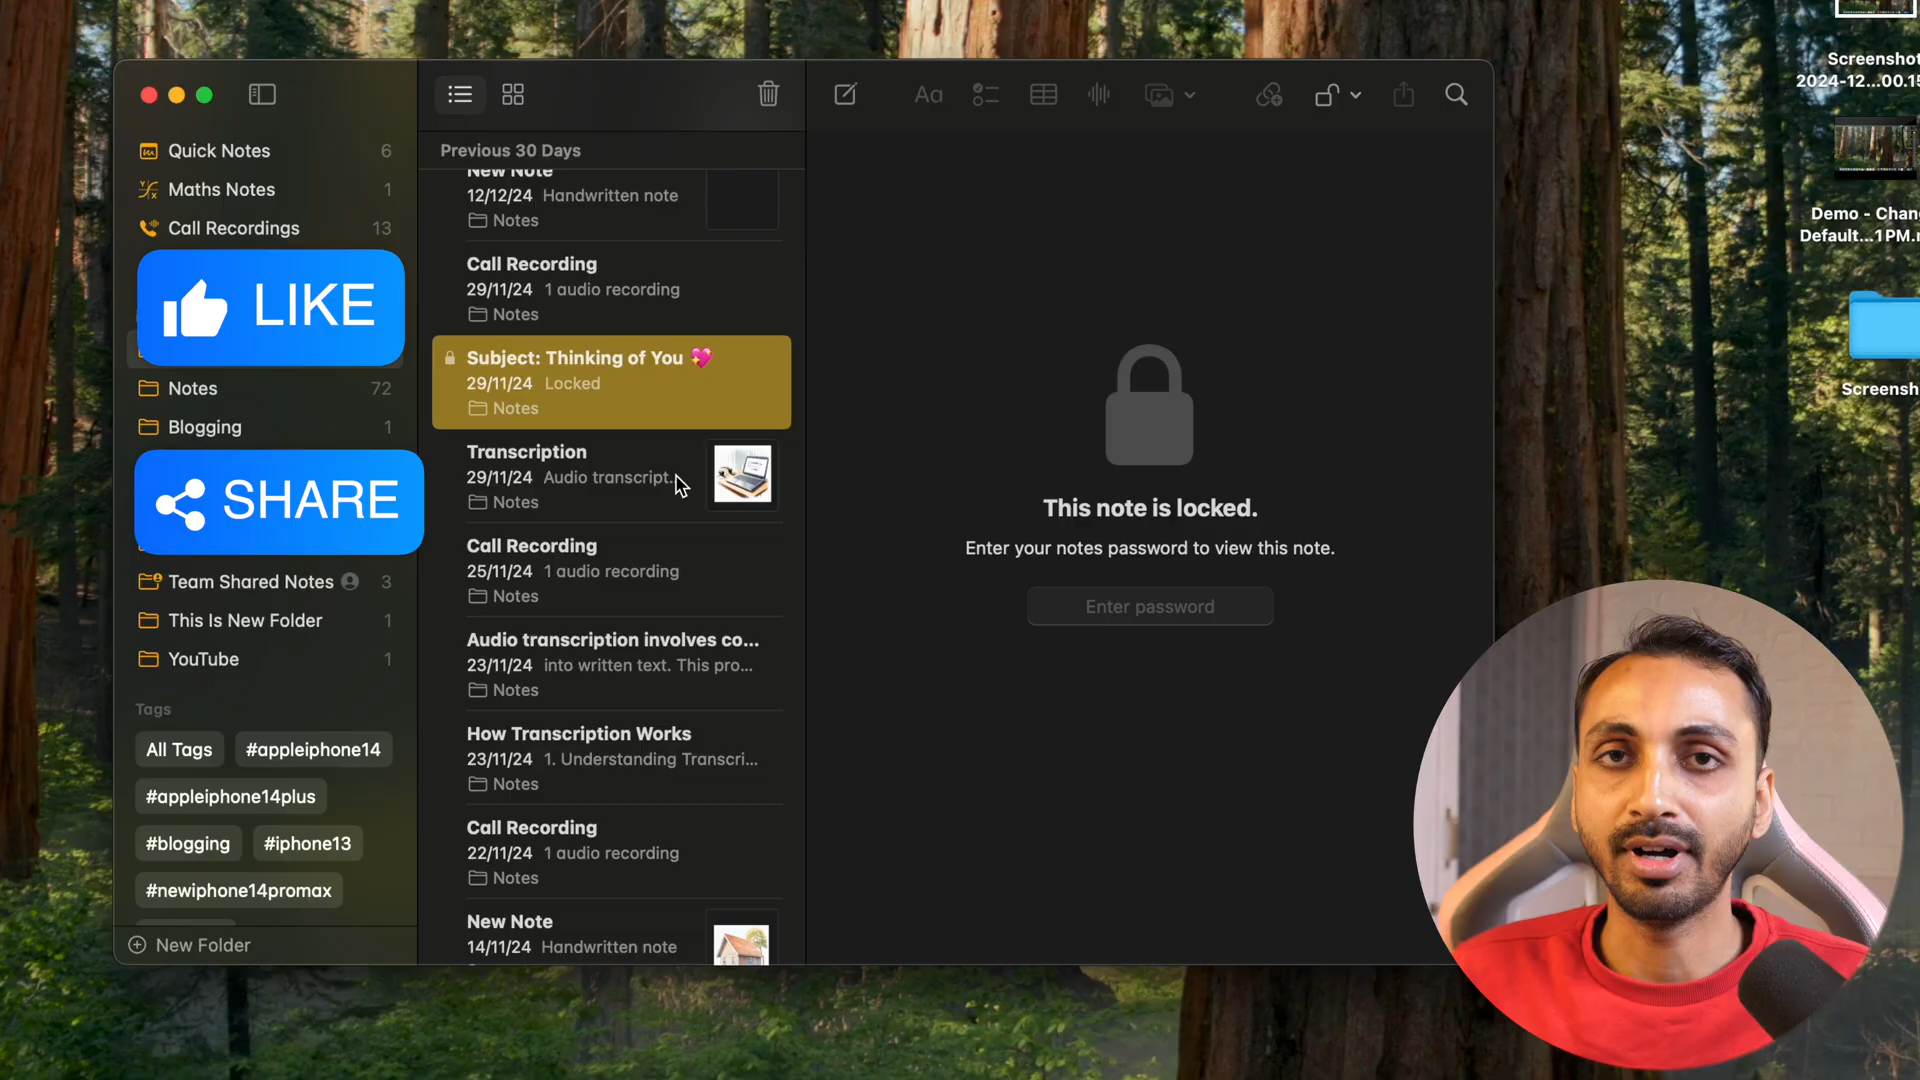 Quick Notes 6
Maths Notes 1
Call Recordings 13
LIKE
Notes 72
Blogging 1
SHARE
Team Shared Notes 3
This Is New Folder 1
YouTube 1
Tags
All Tags #appleiphone14
#appleiphone14plus
#blogging #iphone13
#newiphone14promax
New Folder
Previous 30 Days
New Note
12/12/24 Handwritten note
Notes
Call Recording
29/11/24 1 audio recording
Notes
Subject: Thinking of You 💖
29/11/24 Locked
Notes
Transcription
29/11/24 Audio transcript...
Notes
Call Recording
25/11/24 1 audio recording
Notes
Audio transcription involves co...
23/11/24 into written text. This pro...
Notes
How Transcription Works
23/11/24 1. Understanding Transcri...
Notes
Call Recording
22/11/24 1 audio recording
Notes
New Note
14/11/24 Handwritten note
Aa
This note is locked.
Enter your notes password to view this note.
Enter password
Screenshot
2024-12...00.15
Demo - Chang
Default...1PM.
Screensh